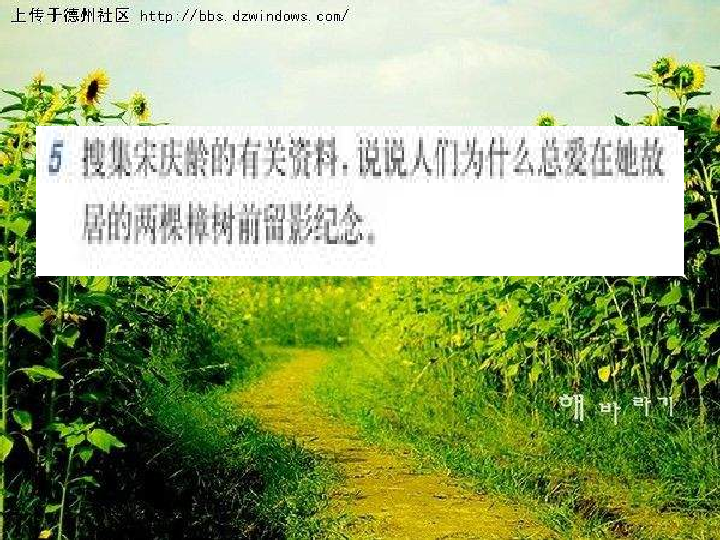 上传于德州社区 http://bbs.dzwindows.com/
5 搜集宋庆龄的有关资料，说说人们为什么总爱在她故
居的两棵樟树前留影纪念。
해바라기